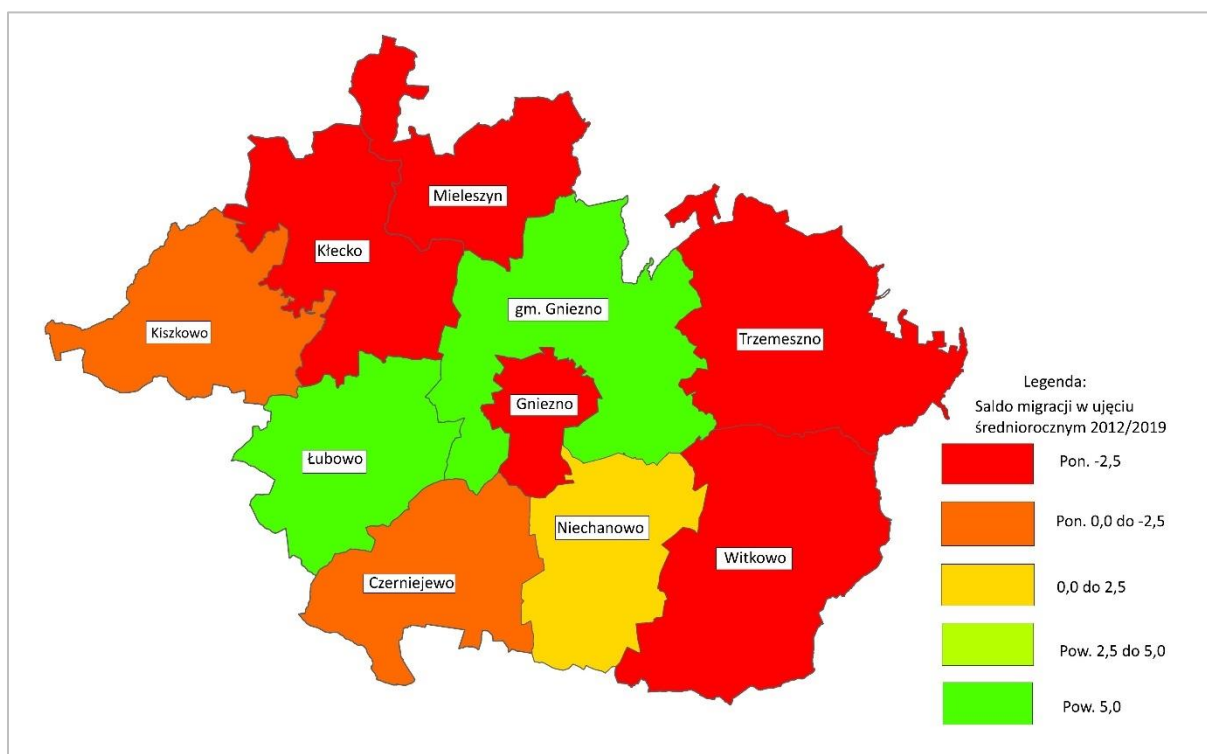 Mieleszyn
Kłecko
gm. Gniezno
Kiszkowo
Trzemeszno
Gniezno
Łubowo
Niechanowo
Witkowo
Czerniejewo
Legenda:
Saldo migracji w ujęciu
średniorocznym 2012/2019
Pon. -2,5
Pon. 0,0 do -2,5
0,0 do 2,5
Pow. 2,5 do 5,0
Pow. 5,0